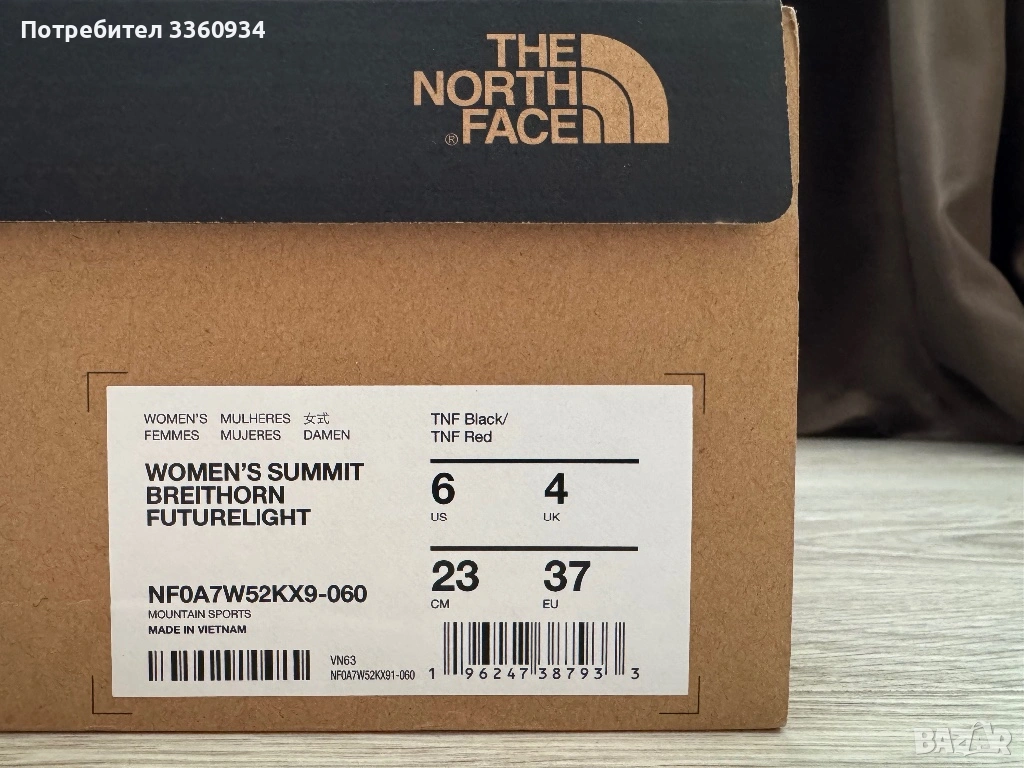 Потребител 3360934
THE
NORTH
® FACE
WOMEN'S MULHERES 女式
FEMMES MUJERES DAMEN
WOMEN'S SUMMIT
BREITHORN
FUTURELIGHT
NF0A7W52KX9-060
MOUNTAIN SPORTS
MADE IN VIETNAM
VN63
NF0A7W52KX91-060
TNF Black/
TNF Red
6 4
US UK
23 37
CM EU
1 96247 38793 3
BAZAR